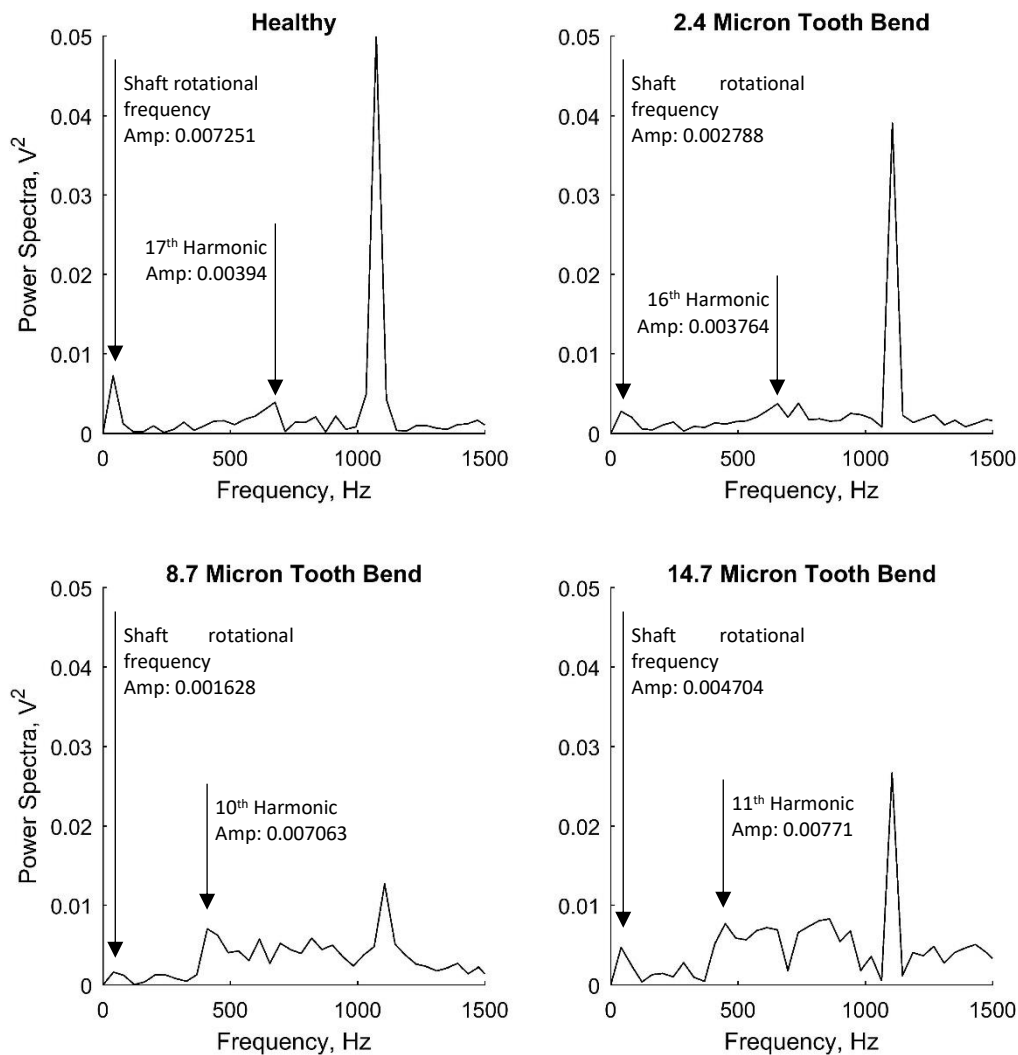 Healthy
0.05
0.04
0.03
0.02
0.01
0
Power Spectra, V²
Shaft rotational
frequency
Amp: 0.007251
17th Harmonic
Amp: 0.00394
0 500 1000 1500
Frequency, Hz
2.4 Micron Tooth Bend
0.05
0.04
0.03
0.02
0.01
0
Shaft rotational
frequency
Amp: 0.002788
16th Harmonic
Amp: 0.003764
0 500 1000 1500
Frequency, Hz
8.7 Micron Tooth Bend
0.05
0.04
0.03
0.02
0.01
0
Power Spectra, V²
Shaft rotational
frequency
Amp: 0.001628
10th Harmonic
Amp: 0.007063
0 500 1000 1500
Frequency, Hz
14.7 Micron Tooth Bend
0.05
0.04
0.03
0.02
0.01
0
Shaft rotational
frequency
Amp: 0.004704
11th Harmonic
Amp: 0.00771
0 500 1000 1500
Frequency, Hz